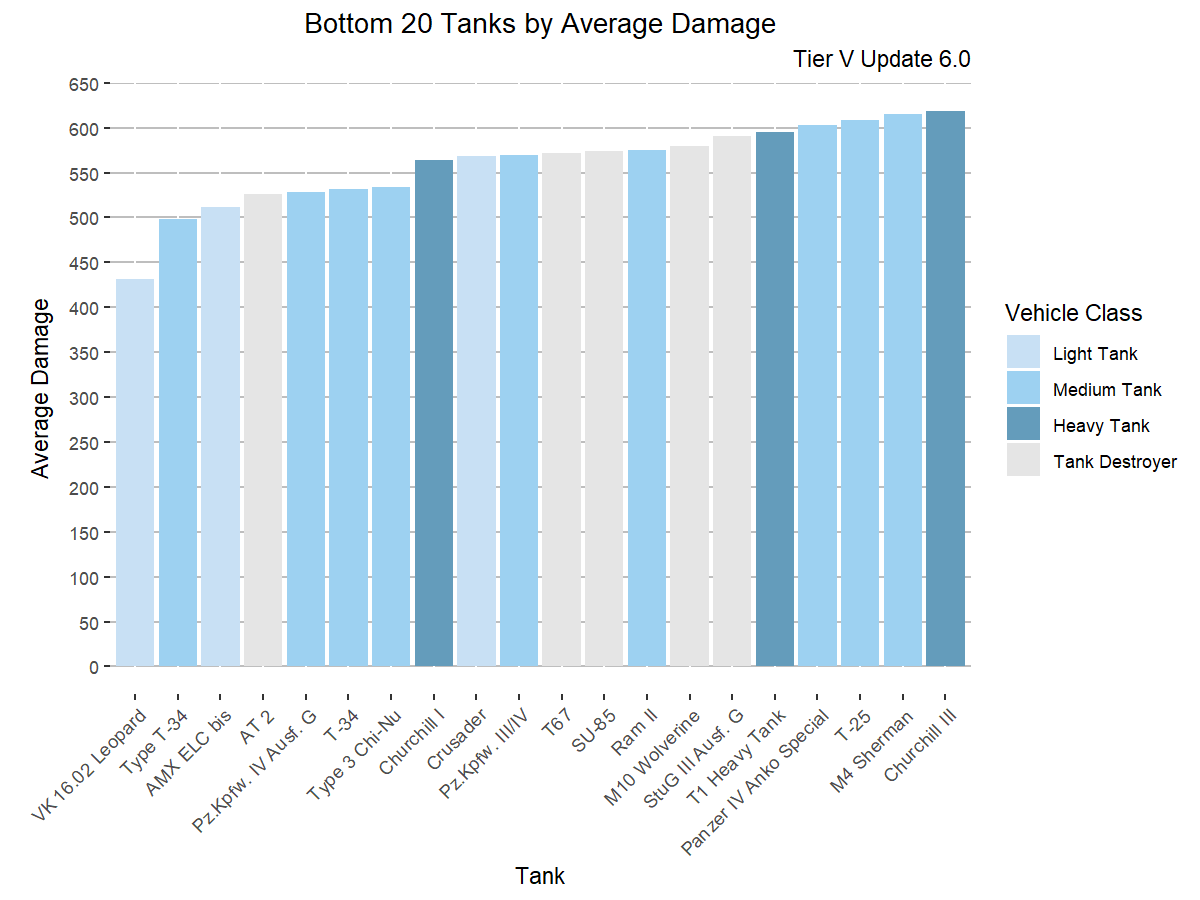 Bottom 20 Tanks by Average Damage
Tier V Update 6.0
Average Damage
650
600
550
500
450
400
350
300
250
200
150
100
50
0
VK 16.02 Leopard
Type T-34
AMX ELC bis
AT 2
Pz.Kpfw. IV Ausf. G
T-34
Type 3 Chi-Nu
Churchill I
Crusader
Pz.Kpfw. III/IV
T67
SU-85
Ram II
M10 Wolverine
StuG III Ausf. G
T1 Heavy Tank
Panzer IV Anko Special
T-25
M4 Sherman
Churchill III
Tank
Vehicle Class
Light Tank
Medium Tank
Heavy Tank
Tank Destroyer